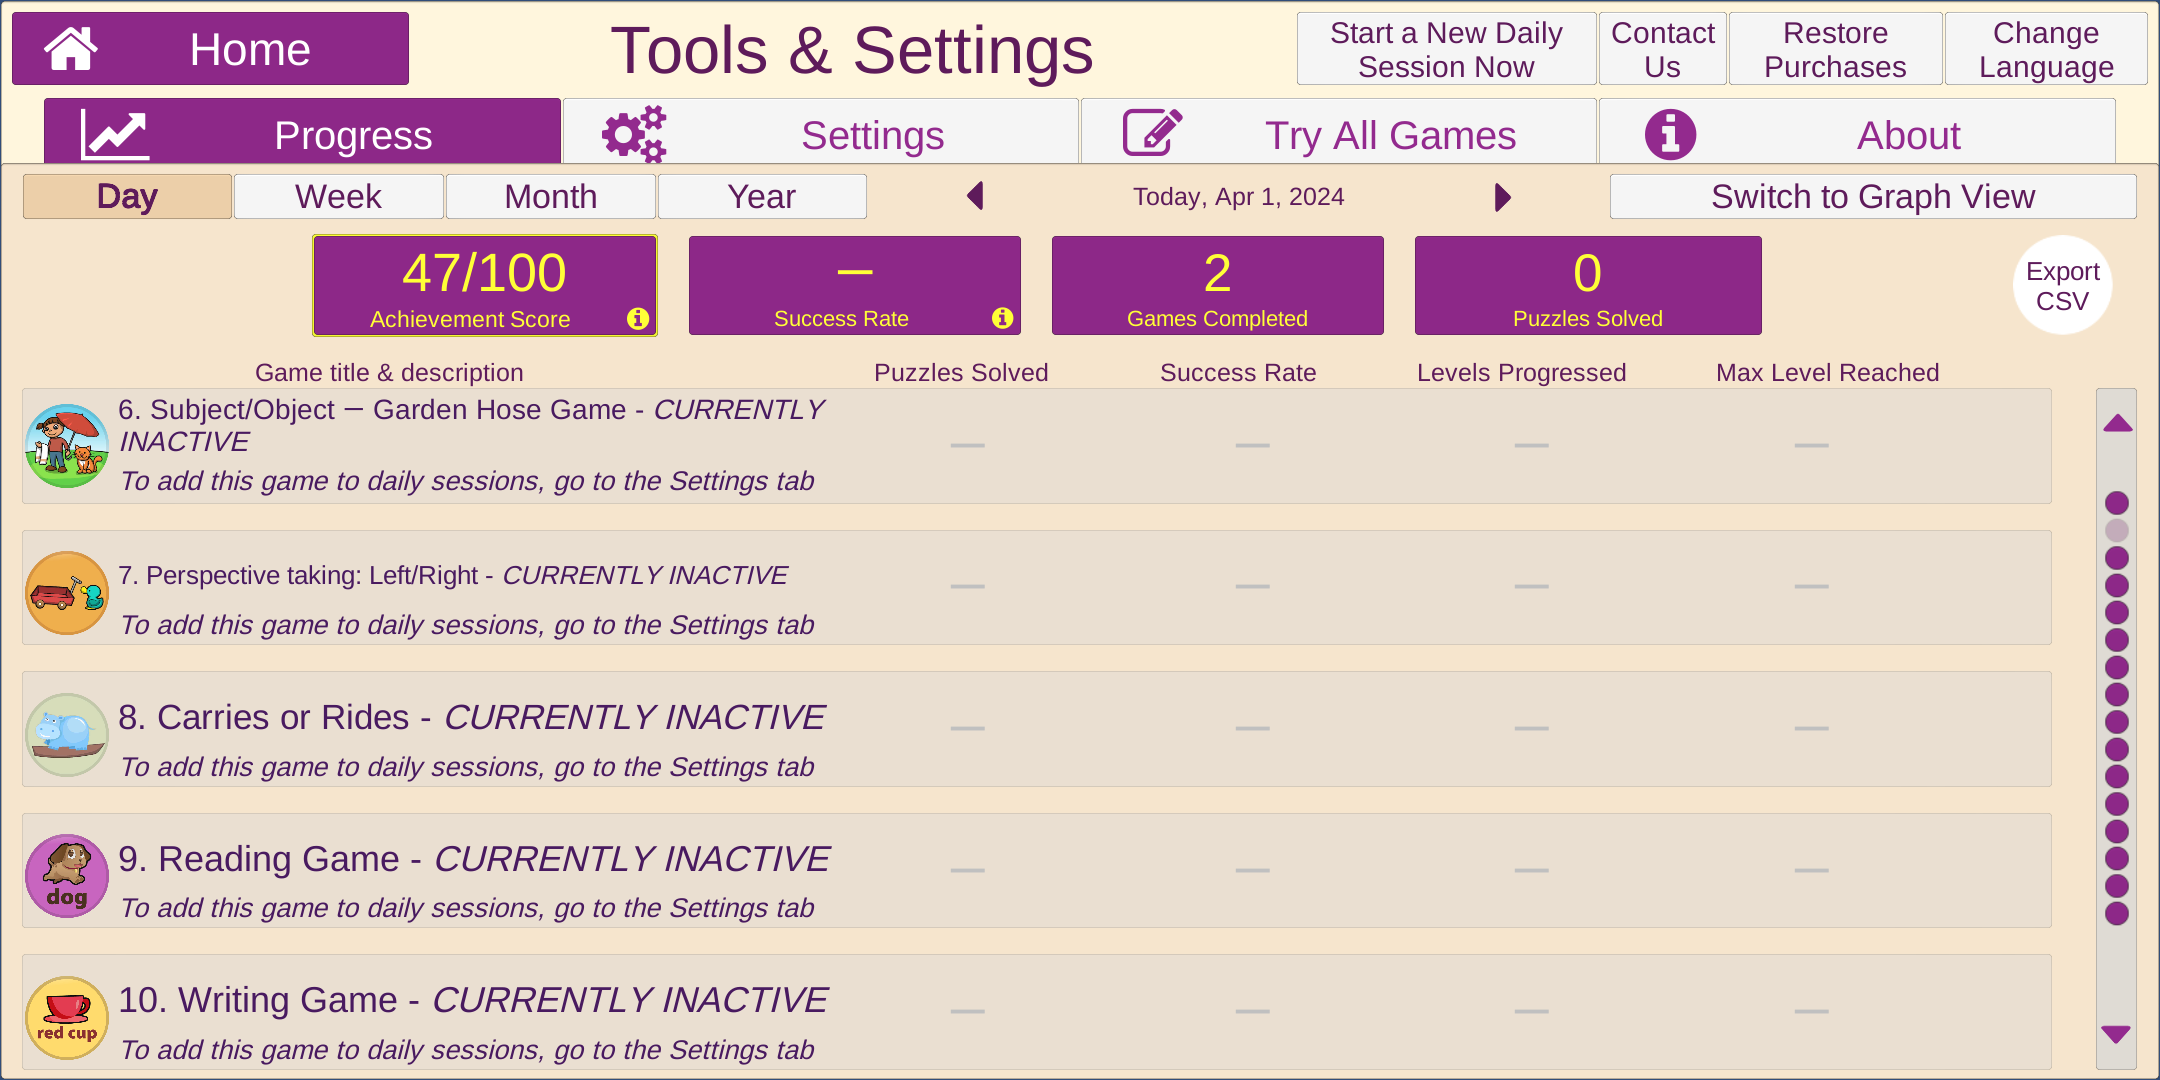 Home
Tools & Settings
Start a New Daily
Session Now
Contact
Us
Restore
Purchases
Change
Language
Progress
Settings
Try All Games
About
Day
Week
Month
Year
Today, Apr 1, 2024
Switch to Graph View
47/100
Achievement Score
–
Success Rate
2
Games Completed
0
Puzzles Solved
Export
CSV
Game title & description
Puzzles Solved
Success Rate
Levels Progressed
Max Level Reached
6. Subject/Object – Garden Hose Game - CURRENTLY
INACTIVE
To add this game to daily sessions, go to the Settings tab
— — — —
7. Perspective taking: Left/Right - CURRENTLY INACTIVE
To add this game to daily sessions, go to the Settings tab
— — — —
8. Carries or Rides - CURRENTLY INACTIVE
To add this game to daily sessions, go to the Settings tab
— — — —
dog
9. Reading Game - CURRENTLY INACTIVE
To add this game to daily sessions, go to the Settings tab
— — — —
red cup
10. Writing Game - CURRENTLY INACTIVE
To add this game to daily sessions, go to the Settings tab
— — — —